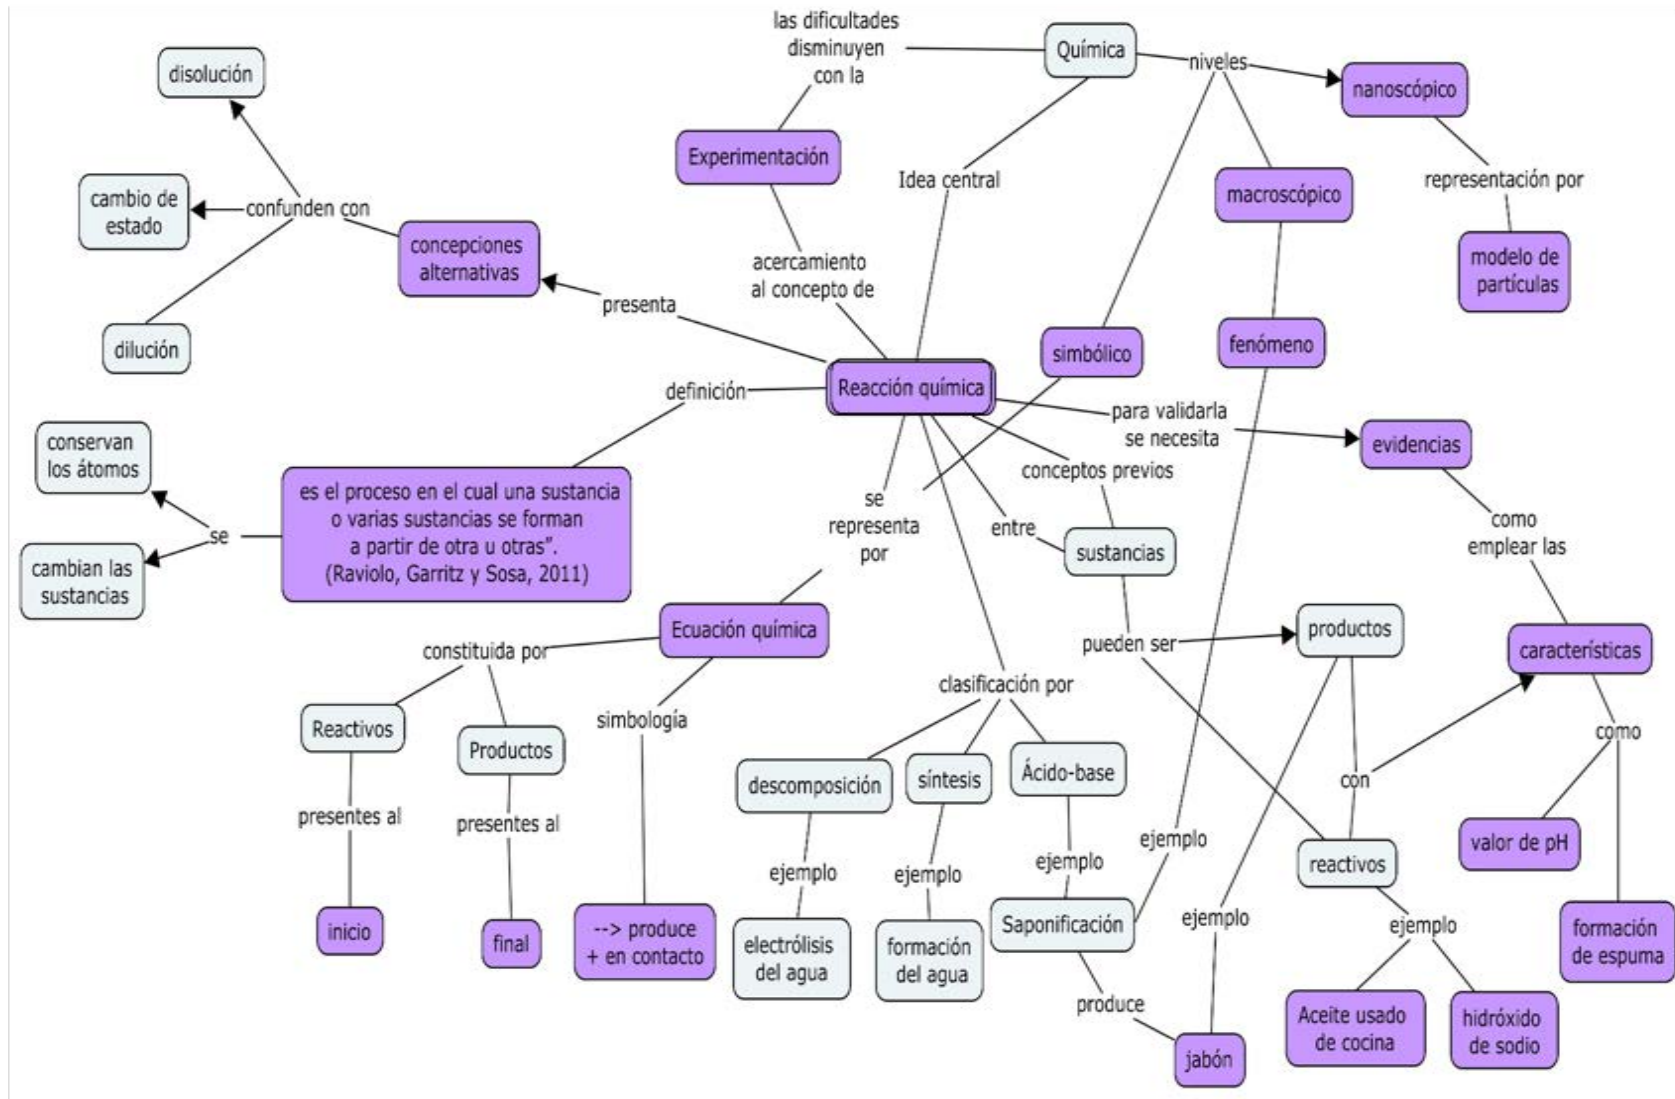 las dificultades
disminuyen
con la
Química
niveles
nanoscópico
disolución
Experimentación
Idea central
macroscópico
representación por
cambio de
estado
confunden con
concepciones
alternativas
acercamiento
al concepto de
modelo de
partículas
presenta
dilución
simbólico
fenómeno
definición
Reacción química
para validarla
se necesita
evidencias
conservan
los átomos
conceptos previos
es el proceso en el cual una sustancia
o varias sustancias se forman
a partir de otra u otras”.
(Raviolo, Garritz y Sosa, 2011)
se
cambian las
sustancias
se
representa
por
entre
sustancias
como
emplear las
Ecuación química
constituida por
pueden ser
productos
características
clasificación por
Reactivos
Productos
simbología
como
descomposición
síntesis
Ácido-base
con
presentes al
presentes al
ejemplo
ejemplo
ejemplo
ejemplo
reactivos
valor de pH
inicio
final
--> produce
+ en contacto
electrólisis
del agua
formación
del agua
Saponificación
ejemplo
ejemplo
formación
de espuma
produce
jabón
Aceite usado
de cocina
hidróxido
de sodio